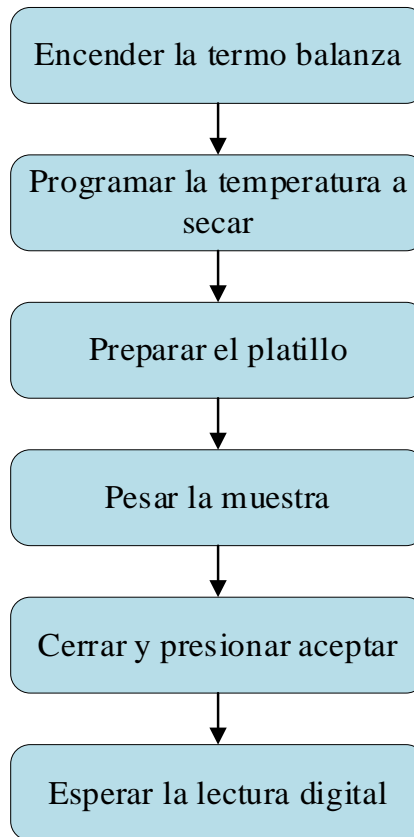 Encender la termo balanza
Programar la temperatura a
secar
Preparar el platillo
Pesar la muestra
Cerrar y presionar aceptar
Esperar la lectura digital